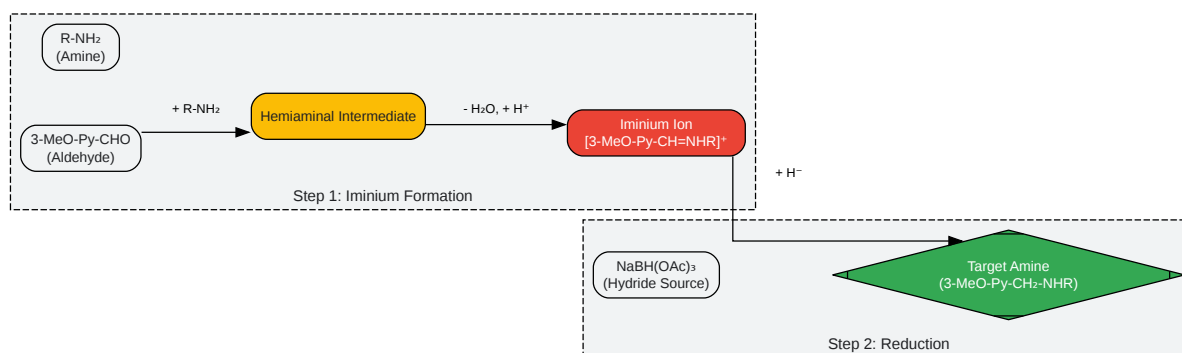 R-NH₂
(Amine)
3-MeO-Py-CHO
(Aldehyde)
+ R-NH₂
Hemiaminal Intermediate
- H₂O, + H⁺
Iminium Ion
[3-MeO-Py-CH=NHR]⁺
Step 1: Iminium Formation
+ H⁻
NaBH(OAc)₃
(Hydride Source)
Target Amine
(3-MeO-Py-CH₂-NHR)
Step 2: Reduction